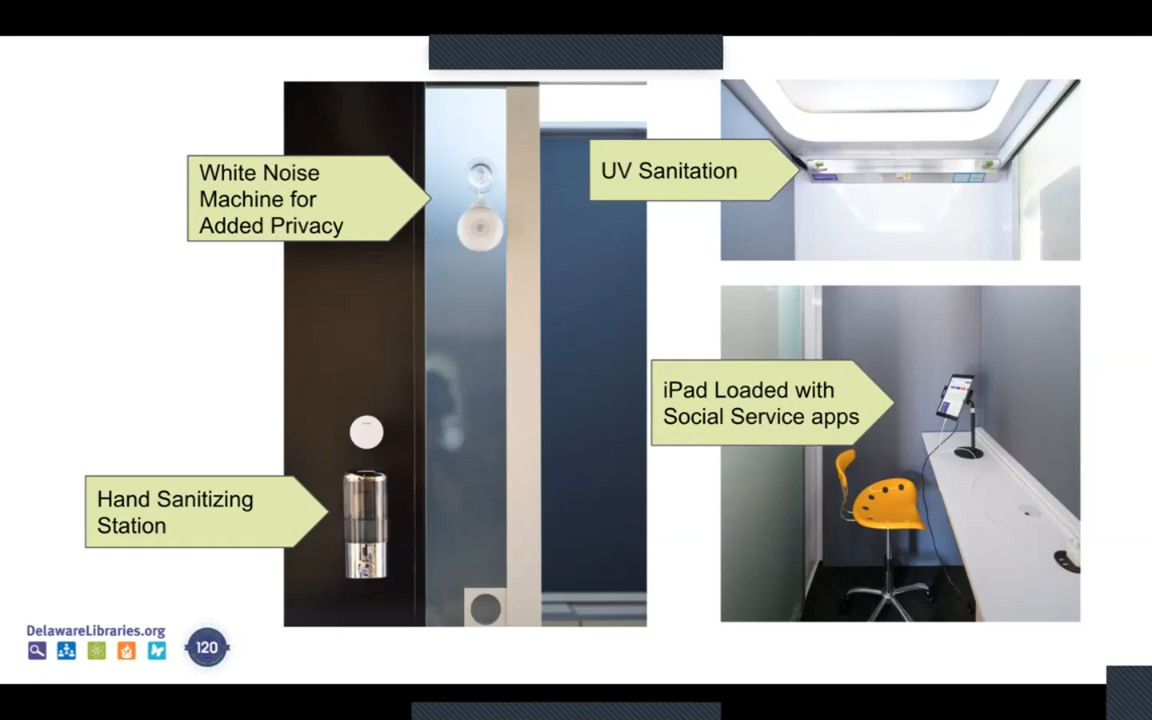 White Noise
Machine for
Added Privacy
UV Sanitation
iPad Loaded with
Social Service apps
Hand Sanitizing
Station
DelawareLibraries.org
120